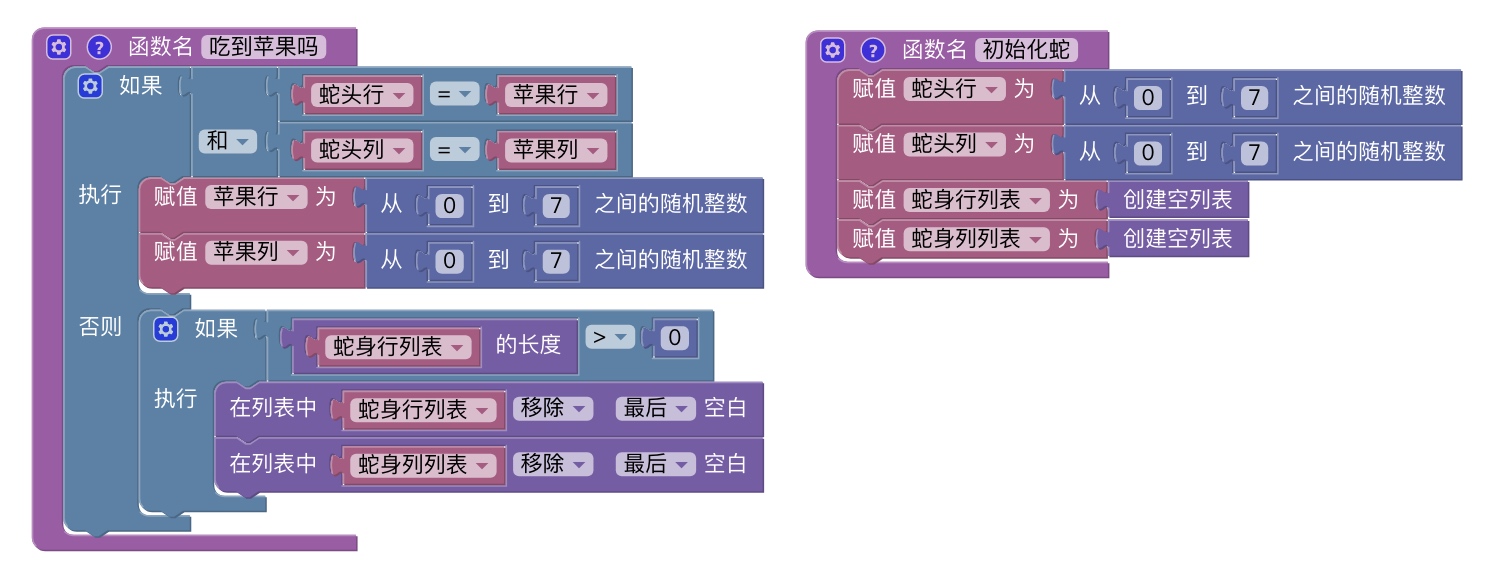 ? 函数名 吃到苹果吗
如果 蛇头行 = 苹果行
和 蛇头列 = 苹果列
执行 赋值 苹果行 为 从 0 到 7 之间的随机整数
赋值 苹果列 为 从 0 到 7 之间的随机整数
否则 如果 蛇身行列表 的长度 > 0
执行 在列表中 蛇身行列表 移除 最后 空白
在列表中 蛇身列列表 移除 最后 空白
? 函数名 初始化蛇
赋值 蛇头行 为 从 0 到 7 之间的随机整数
赋值 蛇头列 为 从 0 到 7 之间的随机整数
赋值 蛇身行列表 为 创建空列表
赋值 蛇身列列表 为 创建空列表